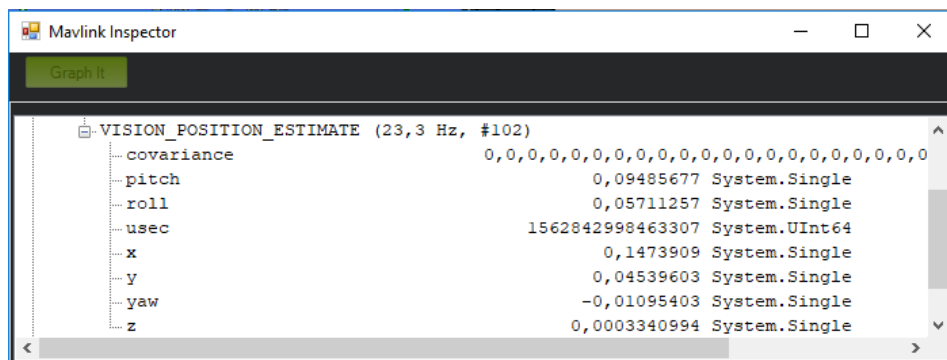 Mavlink Inspector
Graph It
VISION_POSITION_ESTIMATE (23,3 Hz, #102)
covariance 0,0,0,0,0,0,0,0,0,0,0,0,0,0,0,0,0,0,0,0,0
pitch 0,09485677 System.Single
roll 0,05711257 System.Single
usec 1562842998463307 System.UInt64
x 0,1473909 System.Single
y 0,04539603 System.Single
yaw -0,01095403 System.Single
z 0,0003340994 System.Single